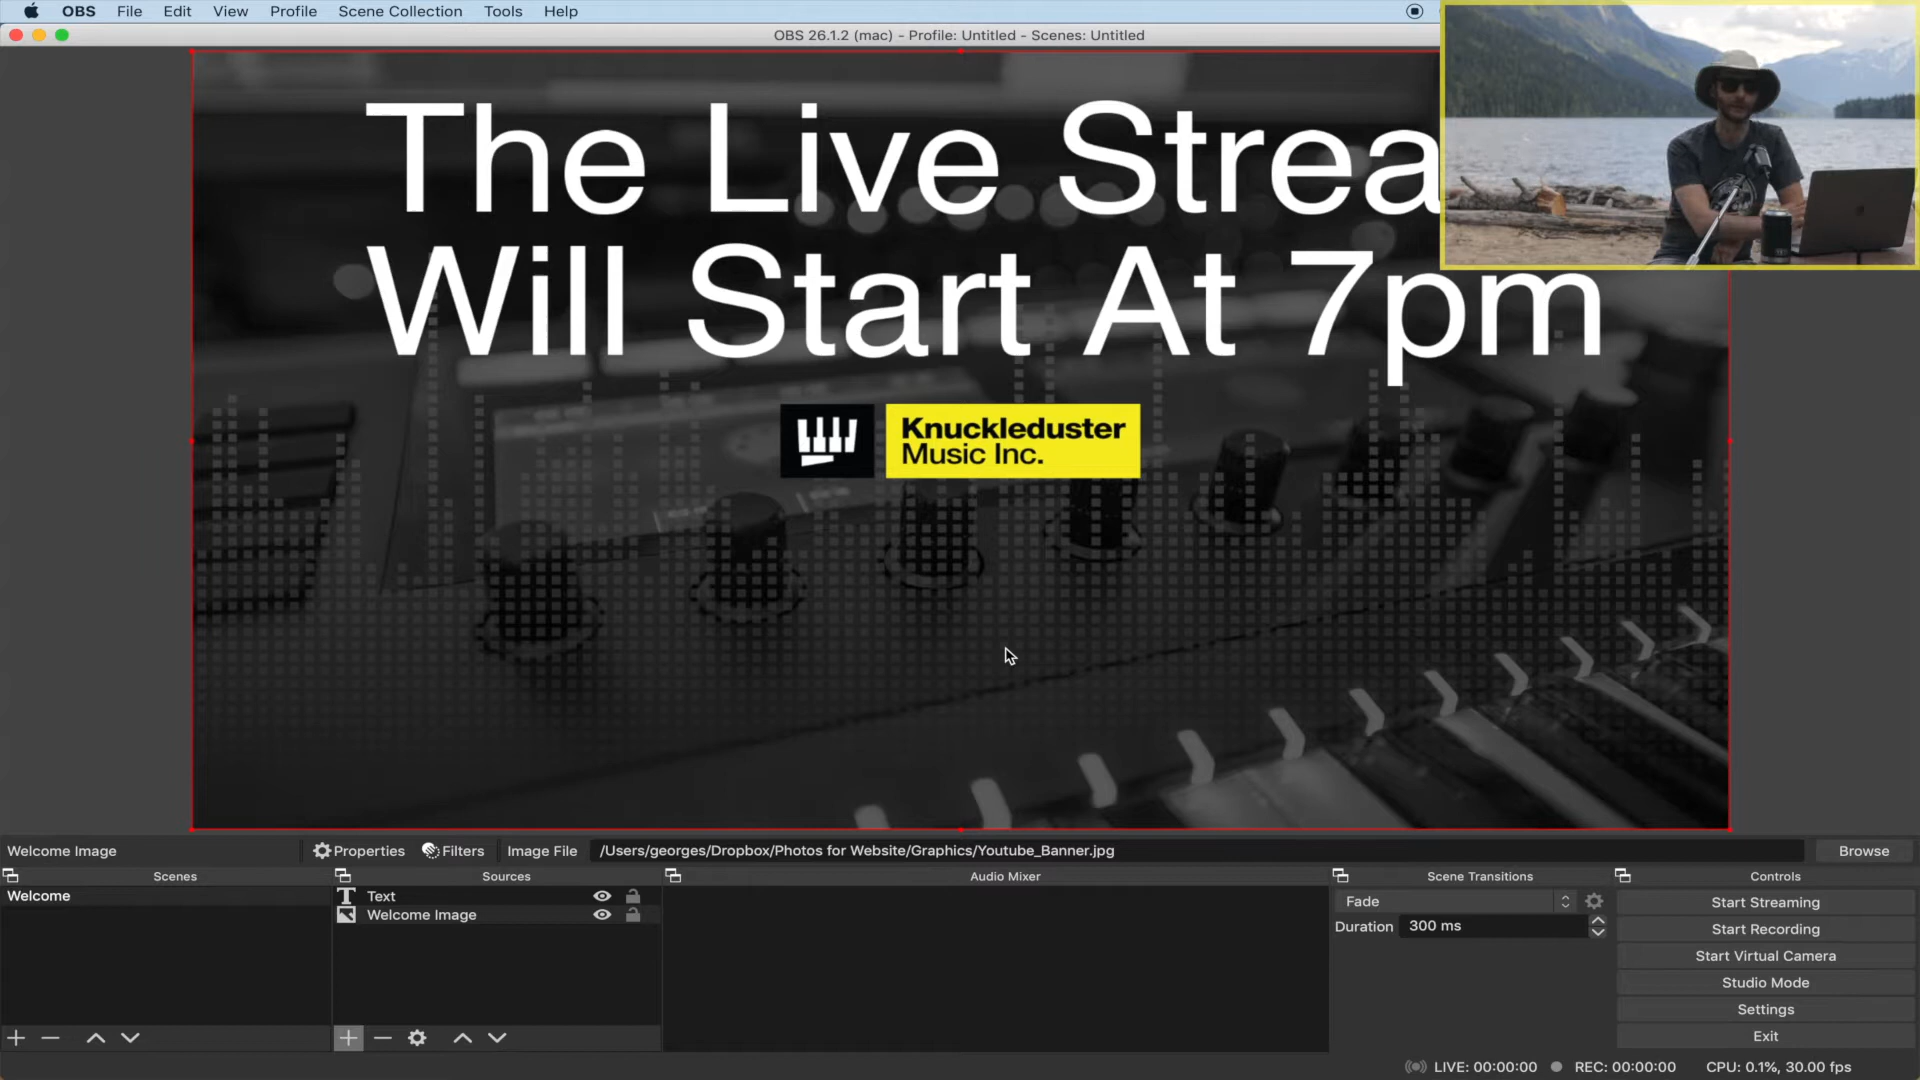 OBS File Edit View Profile Scene Collection Tools Help
OBS 26.1.2 (mac) - Profile: Untitled - Scenes: Untitled
The Live Strea
Will Start At 7pm
Knuckleduster
Music Inc.
Welcome Image Properties Filters Image File /Users/georges/Dropbox/Photos for Website/Graphics/Youtube_Banner.jpg Browse
Scenes Sources Audio Mixer Scene Transitions Controls
Welcome
Text
Welcome Image
Fade
Duration 300 ms
Start Streaming
Start Recording
Start Virtual Camera
Studio Mode
Settings
Exit
LIVE: 00:00:00 REC: 00:00:00 CPU: 0.1%, 30.00 fps